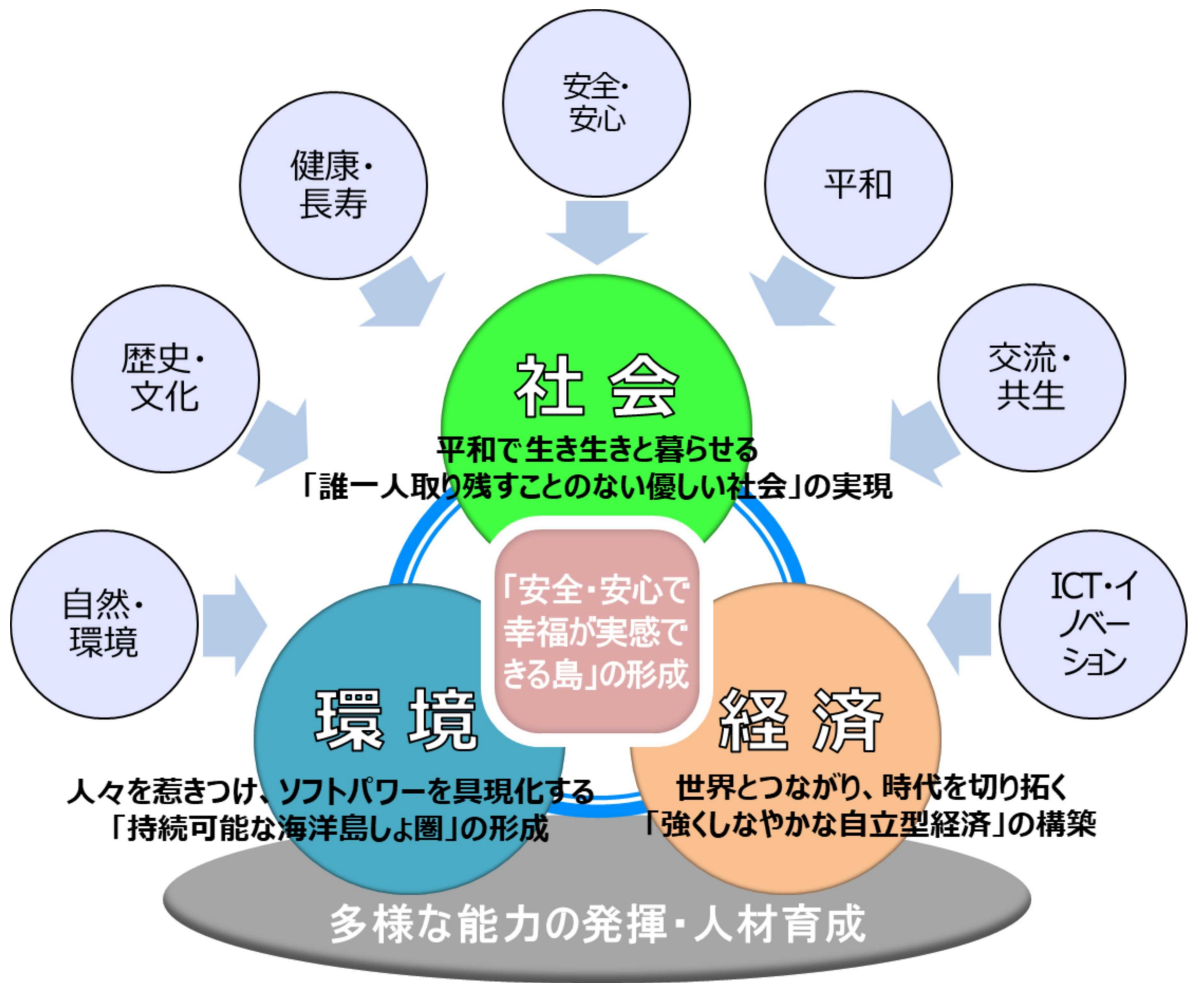 安全・
安心
健康・
長寿
平和
歴史・
文化
交流・
共生
自然・
環境
ICT・イ
ノベー
ション
社会
平和で生き生きと暮らせる
「誰一人取り残すことのない優しい社会」の実現
「安全・安心で
幸福が実感で
きる島」の形成
環境
人々を惹きつけ、ソフトパワーを具現化する
「持続可能な海洋島しょ圏」の形成
経済
世界とつながり、時代を切り拓く
「強くしなやかな自立型経済」の構築
多様な能力の発揮・人材育成